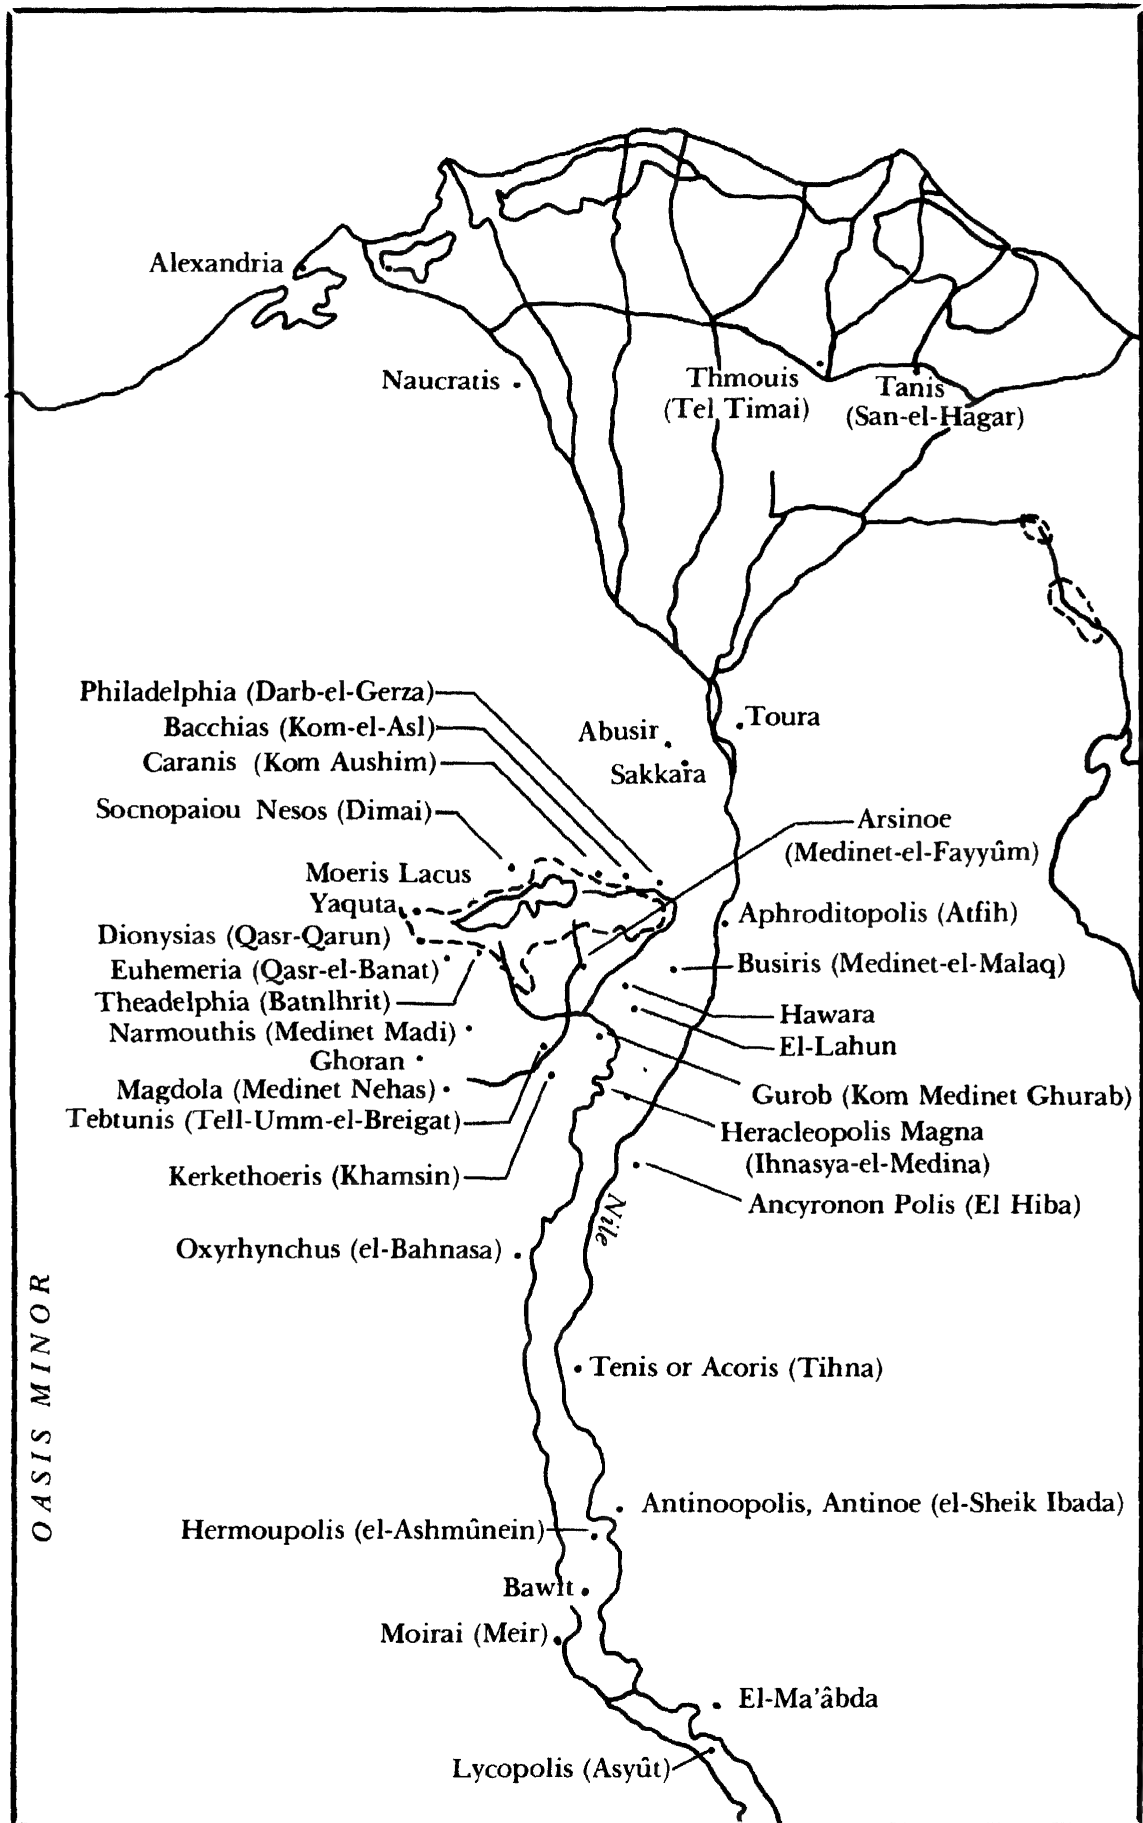 Alexandria
Naucratis
Thmouis
(Tel Timai)
Tanis
(San-el-Hagar)
Philadelphia (Darb-el-Gerza)
Bacchias (Kom-el-Asl)
Caranis (Kom Aushim)
Socnopaiou Nesos (Dimai)
Abusir
Toura
Sakkara
Arsinoe
(Medinet-el-Fayyûm)
Moeris Lacus
Yaquta
Dionysias (Qasr-Qarun)
Euhemeria (Qasr-el-Banat)
Theadelphia (Batnlhrit)
Narmouthis (Medinet Madi)
Ghoran
Magdola (Medinet Nehas)
Tebtunis (Tell-Umm-el-Breigat)
Kerkethoeris (Khamsin)
Aphroditopolis (Atfih)
Busiris (Medinet-el-Malaq)
Hawara
El-Lahun
Gurob (Kom Medinet Ghurab)
Heracleopolis Magna
(Ihnasya-el-Medina)
Ancyronon Polis (El Hiba)
Nile
Oxyrhynchus (el-Bahnasa)
OASIS MINOR
Tenis or Acoris (Tihna)
Antinoopolis, Antinoe (el-Sheik Ibada)
Hermoupolis (el-Ashmûnein)
Bawit
Moirai (Meir)
El-Ma'âbda
Lycopolis (Asyût)